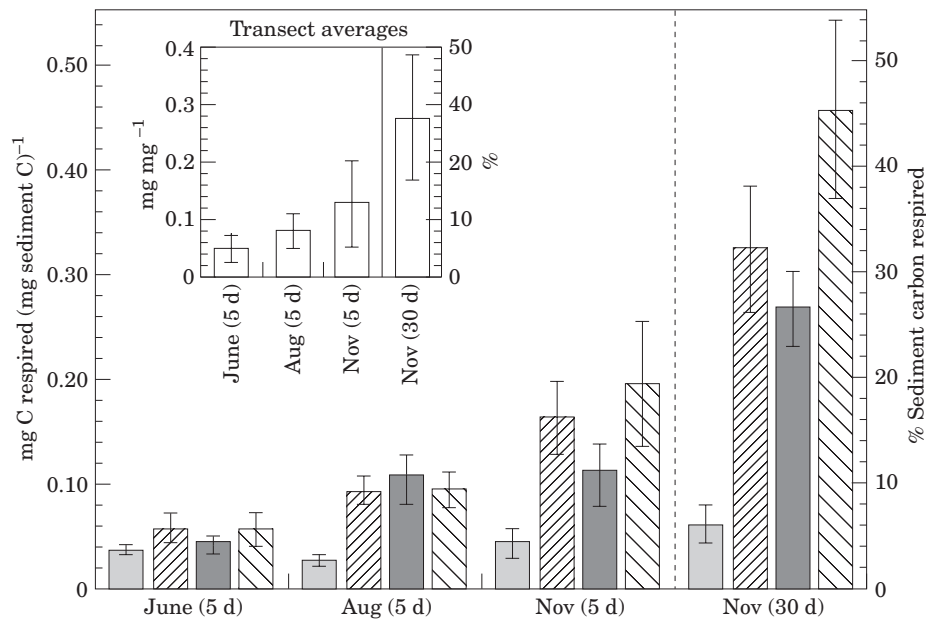 Transect averages
mg C respired (mg sediment C)⁻¹
0.50
0.40
0.30
0.20
0.10
0
mg mg⁻¹
0.4
0.3
0.2
0.1
0
50
40
20
10
0
%
June (5 d)
Aug (5 d)
Nov (5 d)
Nov (30 d)
50
40
30
20
10
0
% Sediment carbon respired
June (5 d)
Aug (5 d)
Nov (5 d)
Nov (30 d)